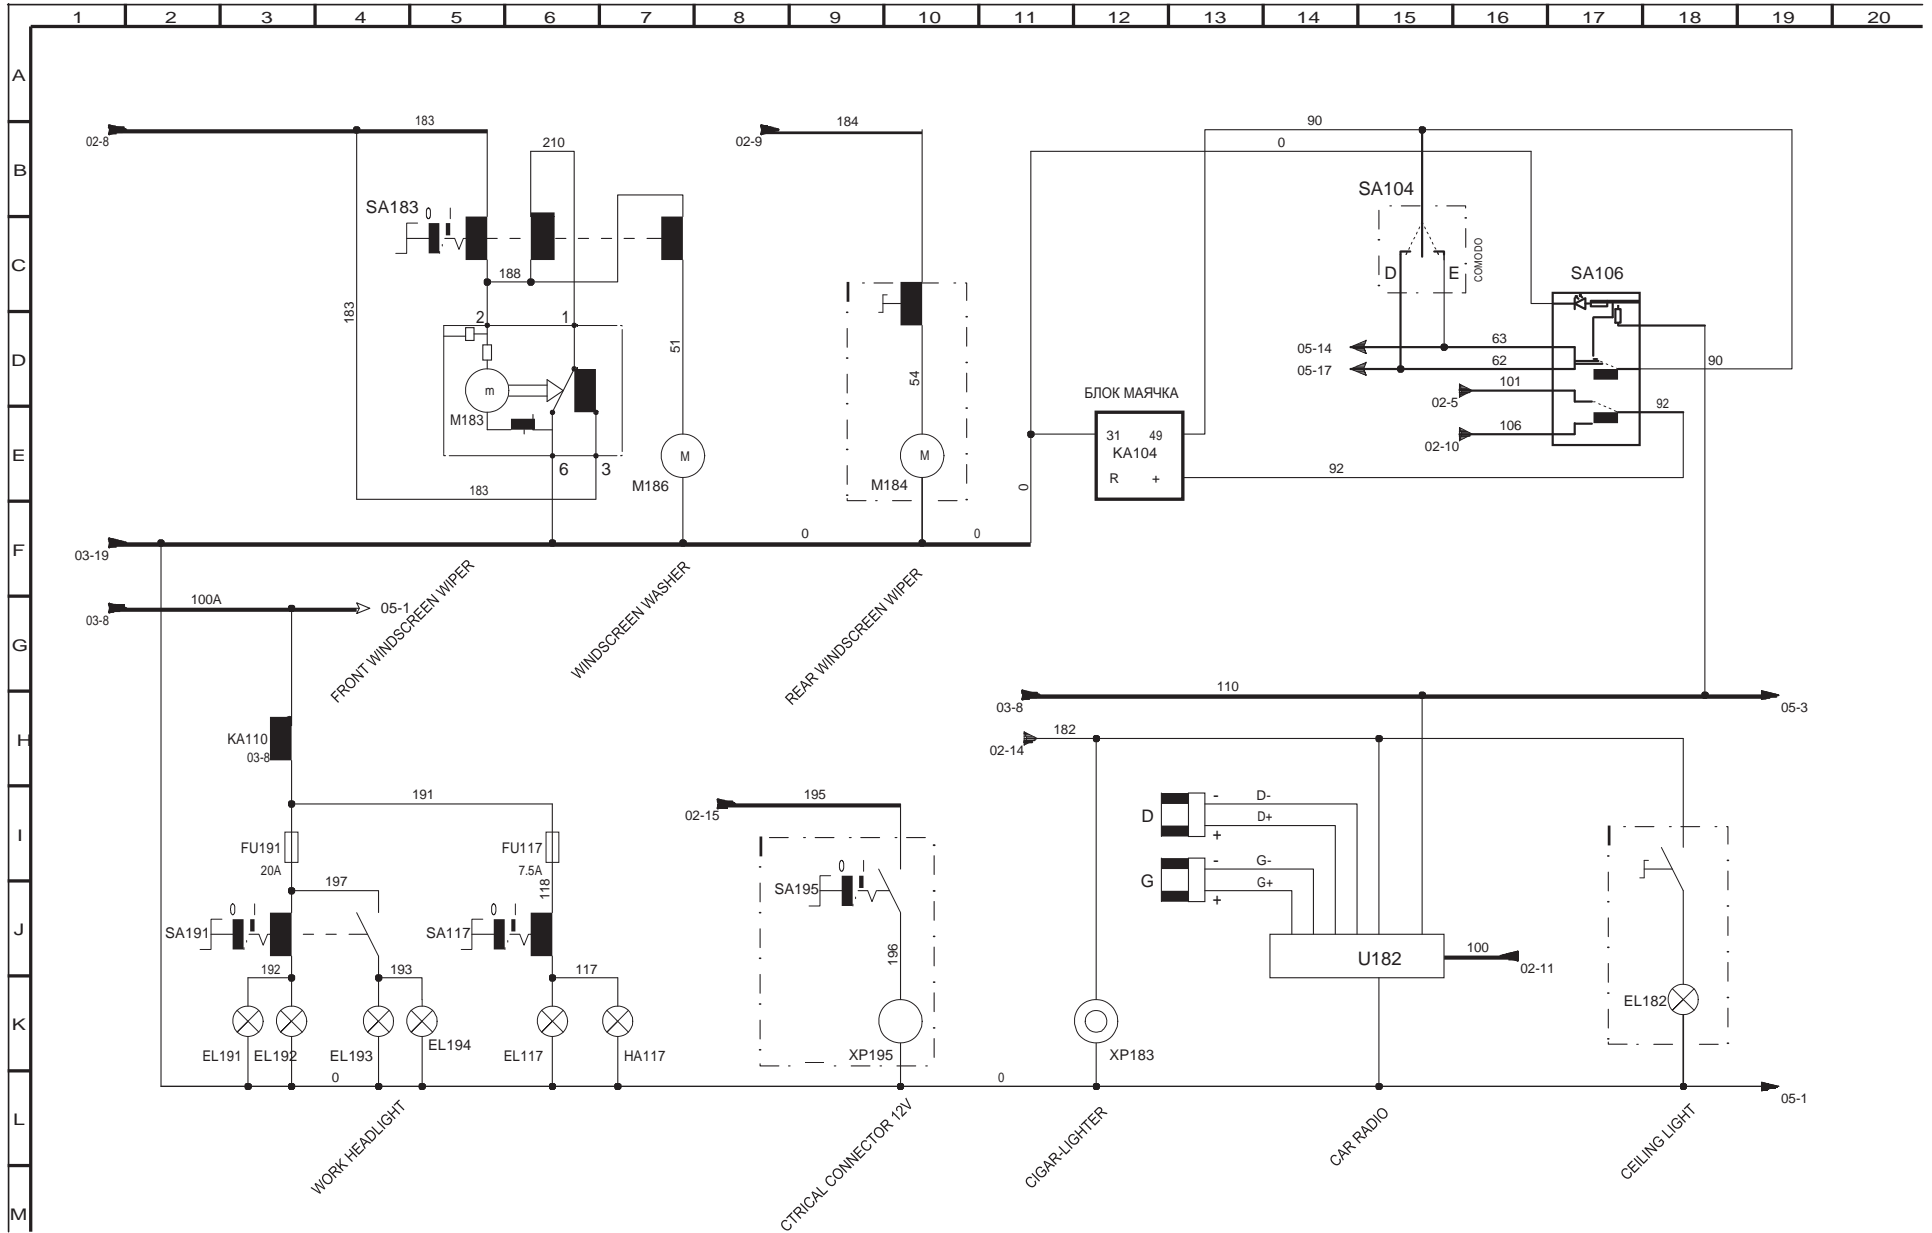 1 2 3 4 5 6 7 8 9 10 11 12 13 14 15 16 17 18 19 20
A
B
C
D
E
F
G
H
I
J
K
L
M
02-8
183
210
SA183
0 I
188
183
2 1
m
M183
6 3
183
51
M
M186
02-9
184
54
M
M184
0
90
0
SA104
D E
COMODO
SA106
05-14
63
05-17
62
90
101
02-5
92
106
02-10
БЛОК МАЯЧКА
31 49
KA104
R +
92
03-19
0
0
FRONT WINDSCREEN WIPER
WINDSCREEN WASHER
REAR WINDSCREEN WIPER
03-8
100A
05-1
KA110
03-8
191
FU191
20A
FU117
7.5A
197
118
SA191
0 I
SA117
0 I
192
193
117
EL191
EL192
EL193
EL194
EL117
HA117
0
WORK HEADLIGHT
02-15
195
SA195
0 I
196
XP195
CTRICAL CONNECTOR 12V
03-8
110
05-3
02-14
182
D
-
D-
D+
+
G
-
G-
G+
+
U182
100
02-11
EL182
XP183
0
05-1
CIGAR-LIGHTER
CAR RADIO
CEILING LIGHT